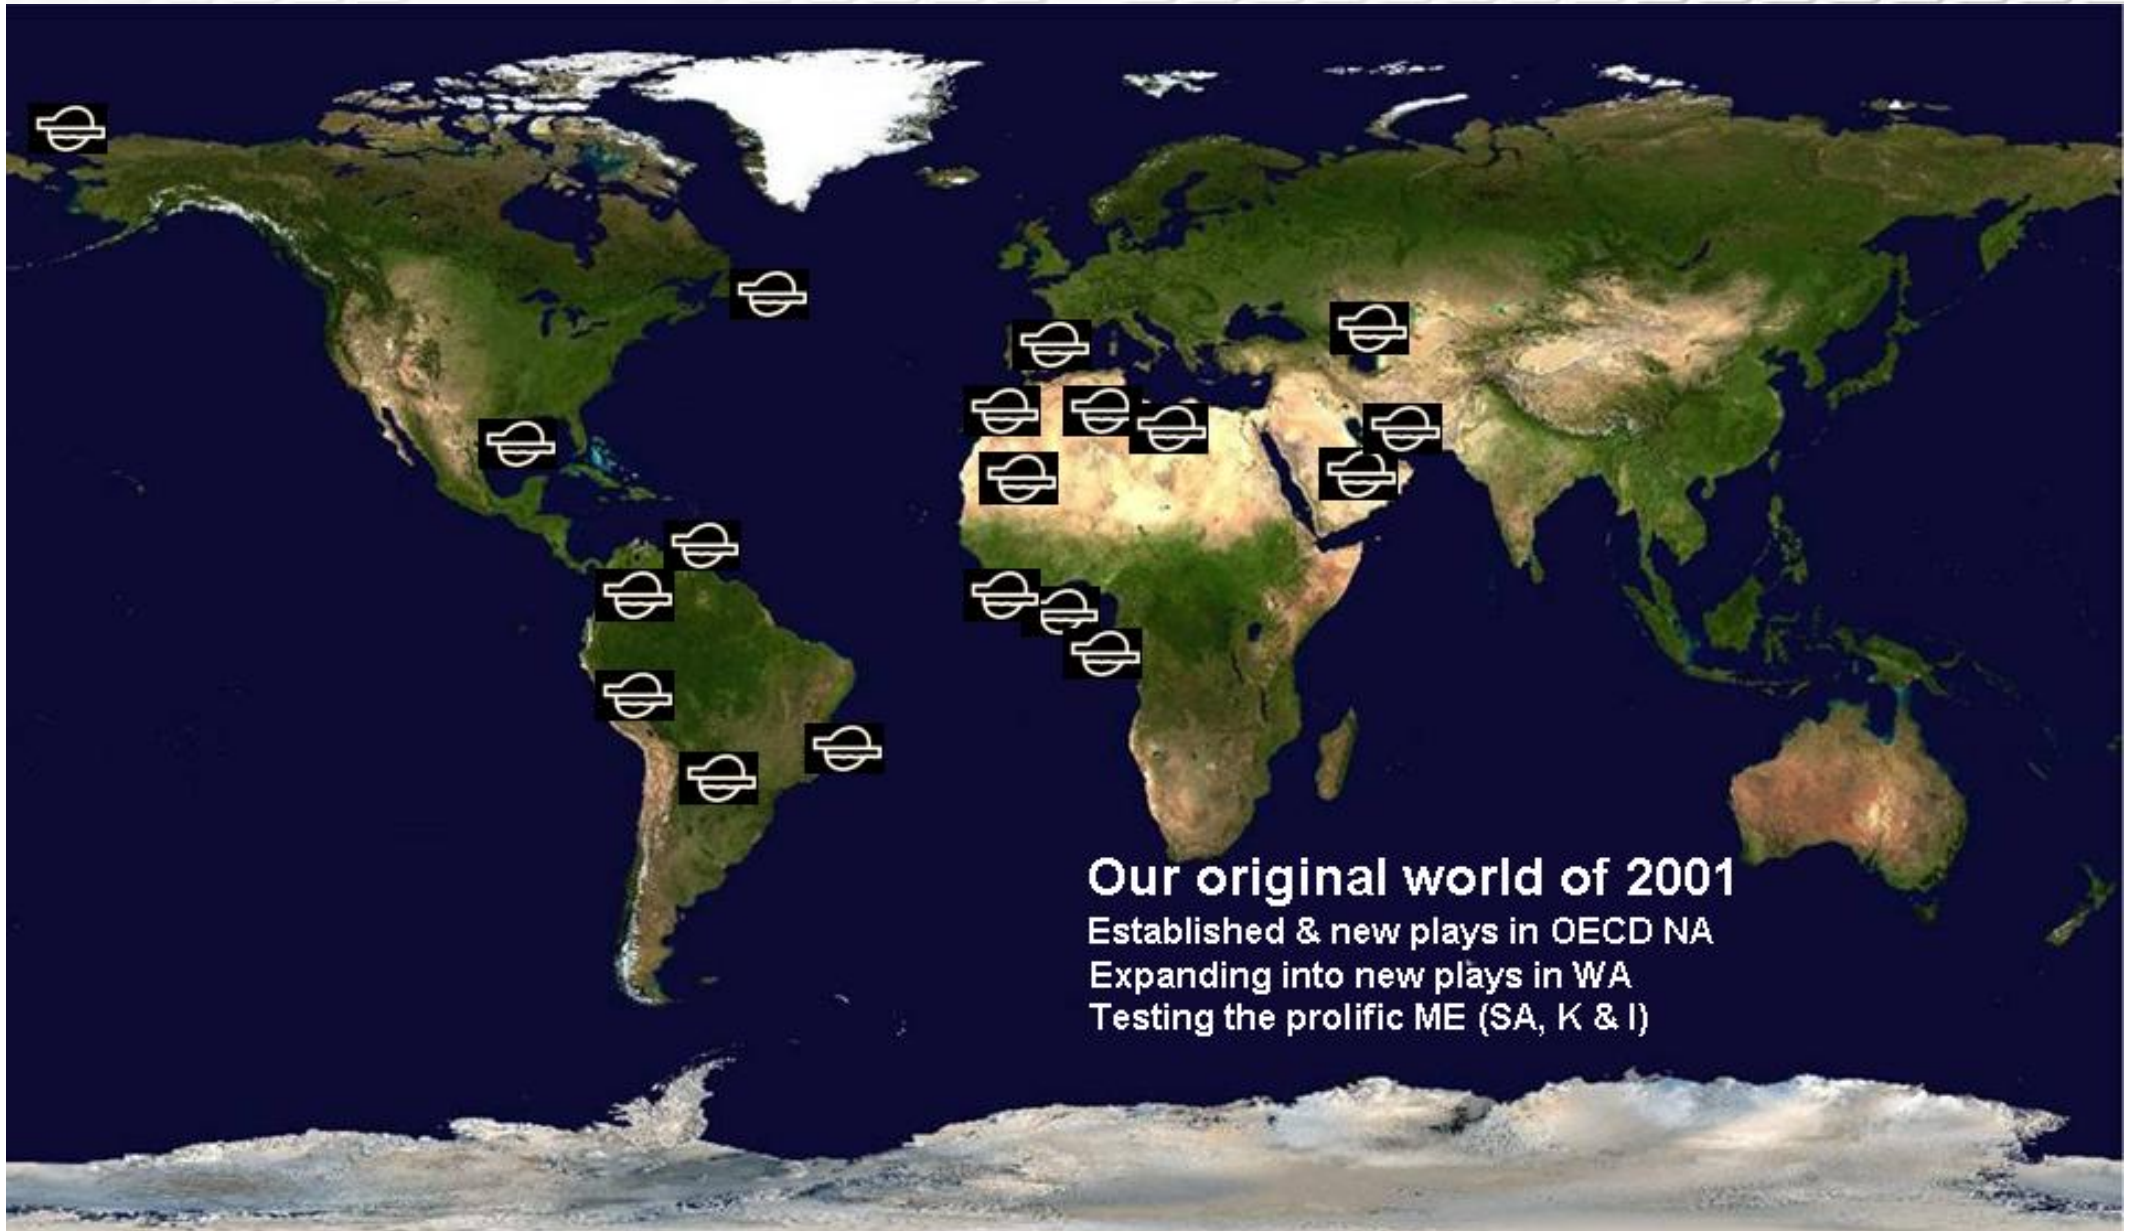 Our original world of 2001
Established & new plays in OECD NA
Expanding into new plays in WA
Testing the prolific ME (SA, K & I)